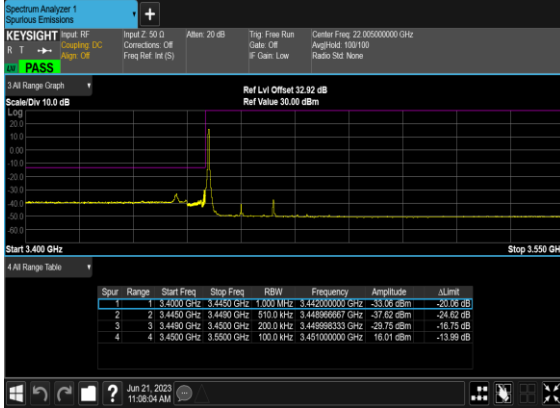 Spectrum Analyzer 1
Spurious Emissions
+
KEYSIGHT Input: RF Input Z: 50 Ω Atten: 20 dB Trig: Free Run Center Freq: 22.005000000 GHz
R T Coupling: DC Corrections: Off Gate: Off Avg|Hold: 100/100
Align: Off Freq Ref: Int (S) IF Gain: Low Radio Std: None
PASS
3 All Range Graph
Ref Lvl Offset 32.92 dB
Scale/Div 10.0 dB Ref Value 30.00 dBm
Log
20.0
10.0
0.00
-10.0
-20.0
-30.0
-40.0
-50.0
-60.0
Start 3.400 GHz Stop 3.550 GH
4 All Range Table
Spur Range Start Freq Stop Freq RBW Frequency Amplitude ΔLimit
1 1 3.4000 GHz 3.4450 GHz 1.000 MHz 3.442000000 GHz -33.06 dBm -20.06 dB
2 2 3.4450 GHz 3.4490 GHz 510.0 kHz 3.448966667 GHz -37.62 dBm -24.62 dB
3 3 3.4490 GHz 3.4500 GHz 200.0 kHz 3.449998333 GHz -29.75 dBm -16.75 dB
4 4 3.4500 GHz 3.5500 GHz 100.0 kHz 3.451000000 GHz 16.01 dBm -13.99 dB
? Jun 21, 2023
11:08:04 AM